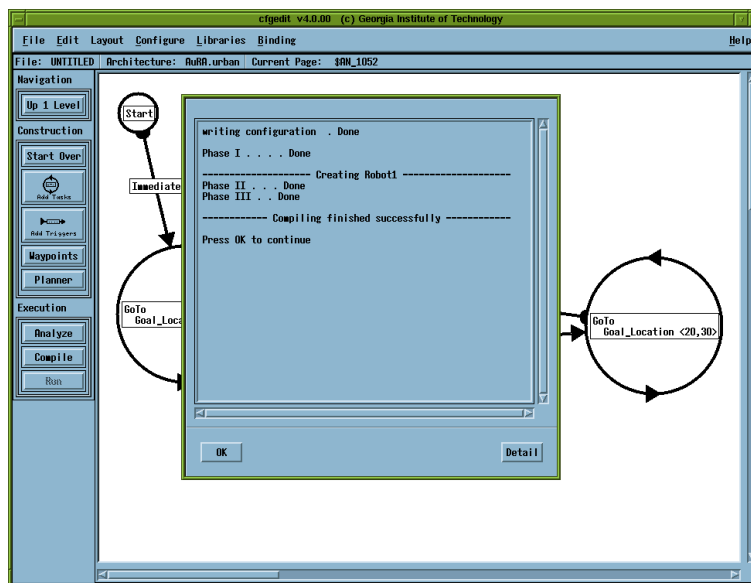 cfgedit v4.0.00 (c) Georgia Institute of Technology
File Edit Layout Configure Libraries Binding Help
File: UNTITLED Architecture: AuRA.urban Current Page: $AN_1052
Navigation
Up 1 Level
Construction
Start Over
Add Tasks
Add Triggers
Waypoints
Planner
Execution
Analyze
Compile
Run
Start
Immediate
GoTo
Goal_Loca
writing configuration . Done
Phase I . . . . Done
-------------------- Creating Robot1 --------------------
Phase II . . . Done
Phase III . . Done
------------ Compiling finished successfully ------------
Press OK to continue
OK
Detail
GoTo
Goal_Location <20,30>